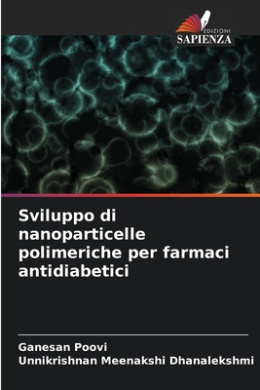 EDIZIONI
SAPIENZA
Sviluppo di
nanoparticelle
polimeriche per farmaci
antidiabetici
Ganesan Poovi
Unnikrishnan Meenakshi Dhanalekshmi